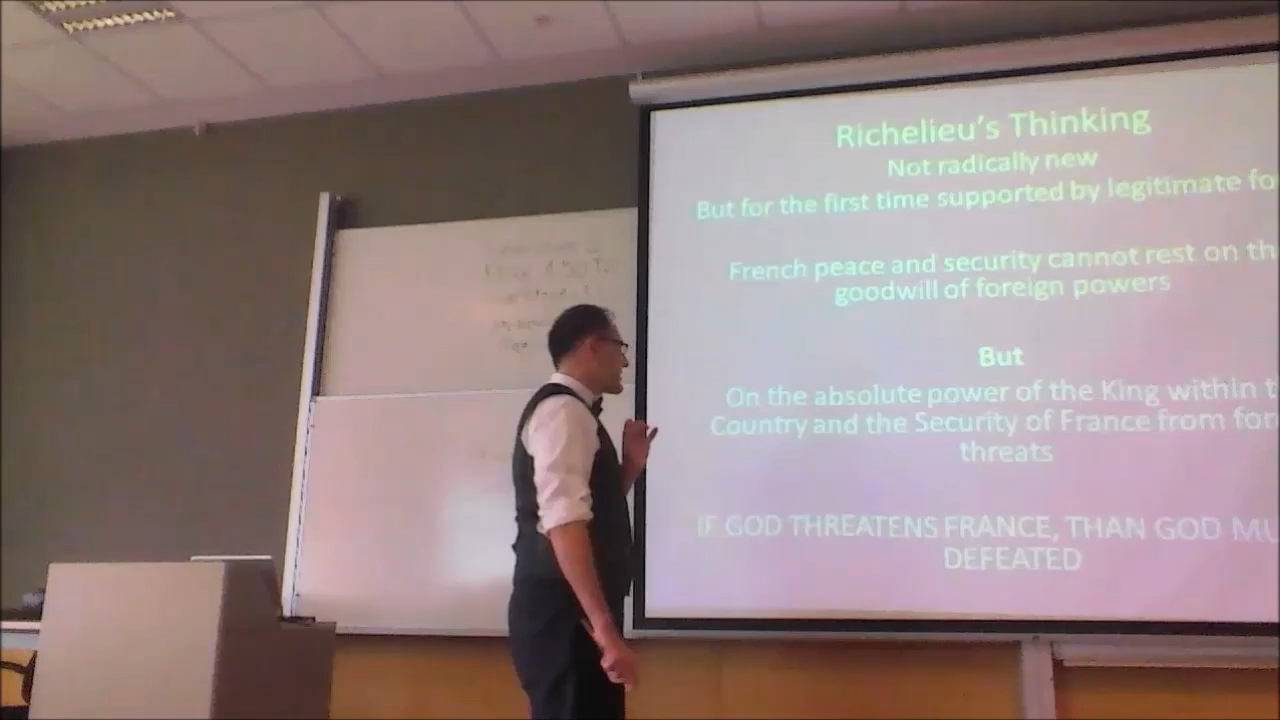 Richelieu's Thinking
Not radically new
But for the first time supported by legitimate fo
French peace and security cannot rest on th
goodwill of foreign powers
But
On the absolute power of the King within t
Country and the Security of France from for
threats
IF GOD THREATENS FRANCE, THAN GOD MU
DEFEATED